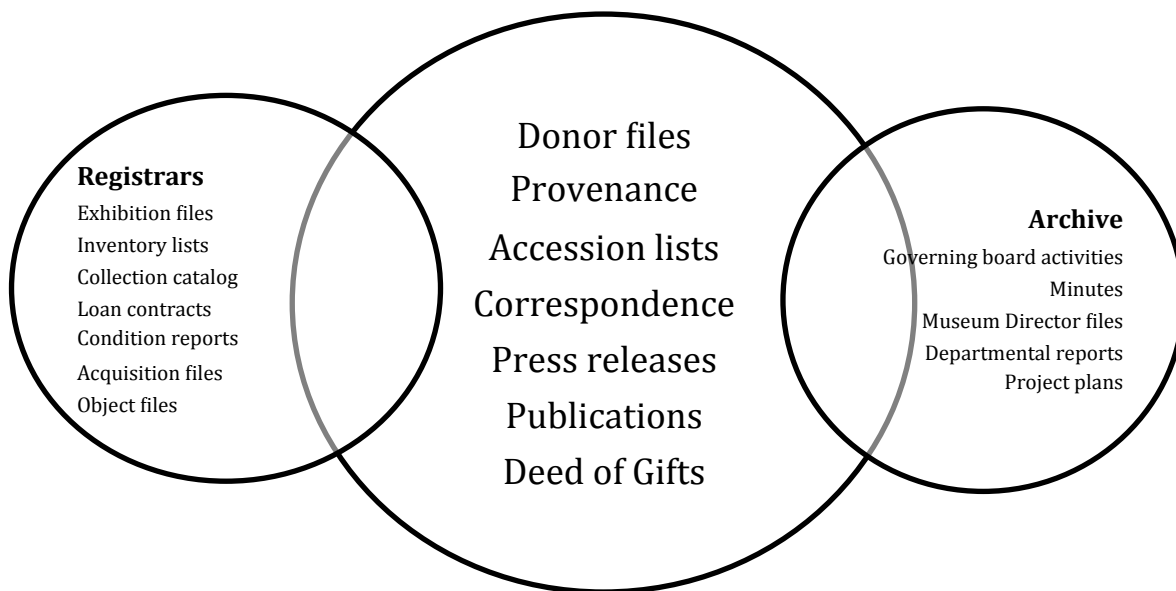 Registrars
Exhibition files
Inventory lists
Collection catalog
Loan contracts
Condition reports
Acquisition files
Object files
Donor files
Provenance
Accession lists
Correspondence
Press releases
Publications
Deed of Gifts
Archive
Governing board activities
Minutes
Museum Director files
Departmental reports
Project plans